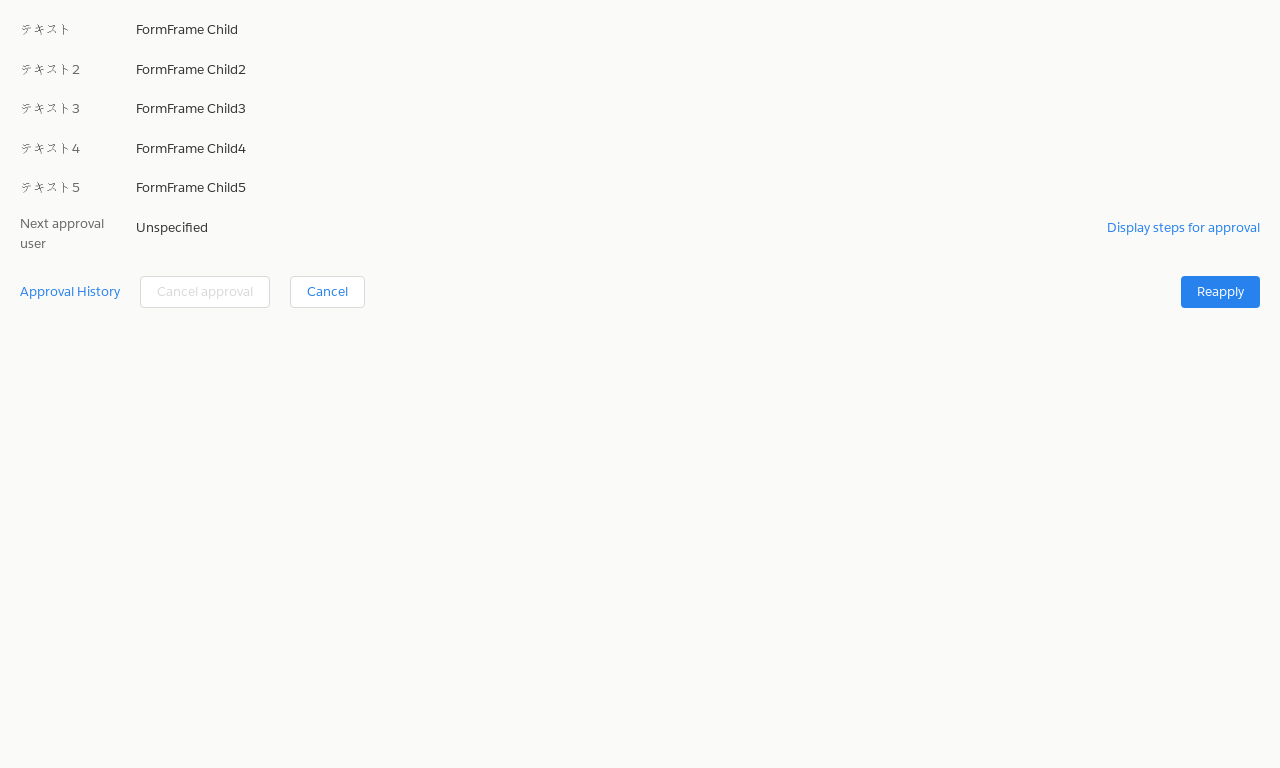 テキスト FormFrame Child
テキスト2 FormFrame Child2
テキスト3 FormFrame Child3
テキスト4 FormFrame Child4
テキスト5 FormFrame Child5
Next approval user Unspecified Display steps for approval
Approval History Cancel approval Cancel Reapply